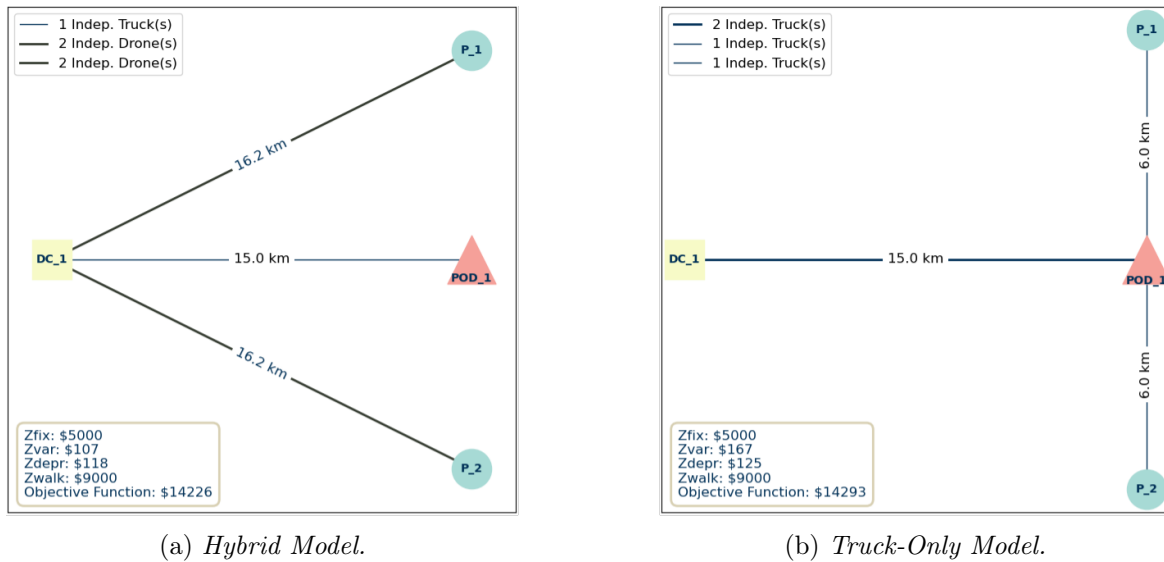 1 Indep. Truck(s)
2 Indep. Drone(s)
2 Indep. Drone(s)
P_1
16.2 km
DC_1
15.0 km
POD_1
16.2 km
P_2
Zfix: $5000
Zvar: $107
Zdepr: $118
Zwalk: $9000
Objective Function: $14226
(a) Hybrid Model.
2 Indep. Truck(s)
1 Indep. Truck(s)
1 Indep. Truck(s)
P_1
6.0 km
DC_1
15.0 km
POD_1
6.0 km
P_2
Zfix: $5000
Zvar: $167
Zdepr: $125
Zwalk: $9000
Objective Function: $14293
(b) Truck-Only Model.